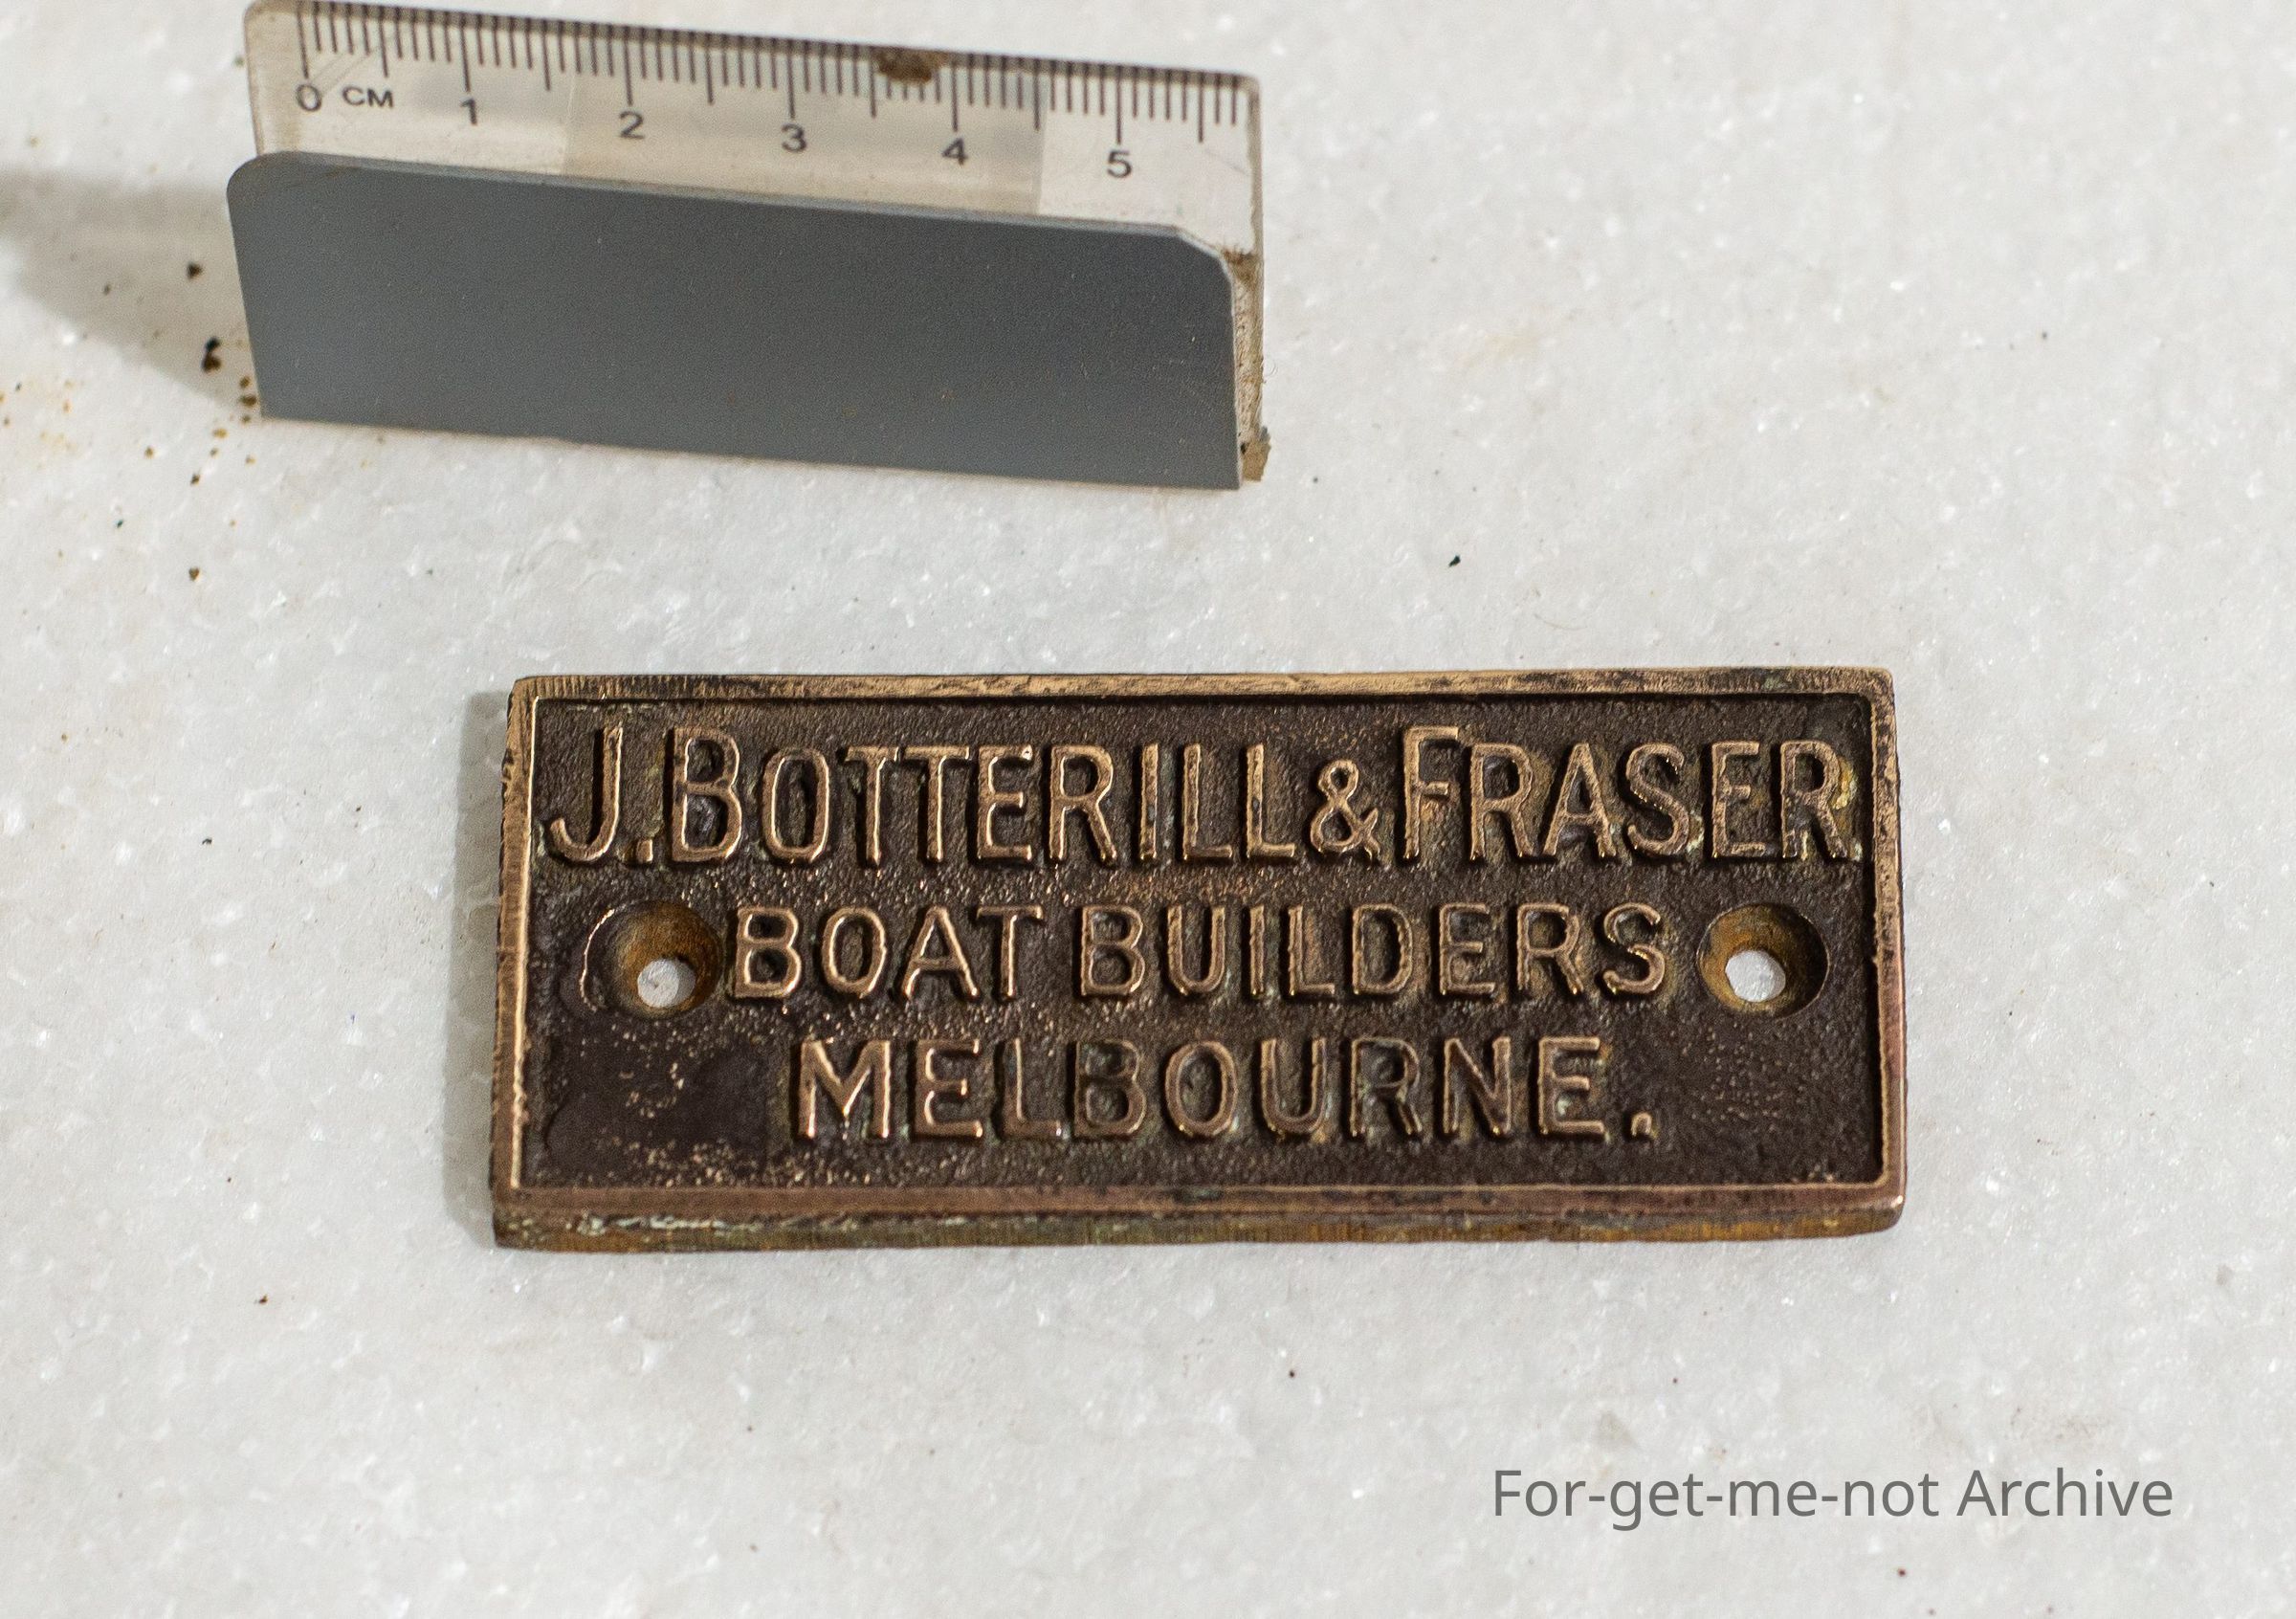 0 CM 1 2 3 4 5
J. BOTTERILL & FRASER
BOAT BUILDERS
MELBOURNE.
For-get-me-not Archive